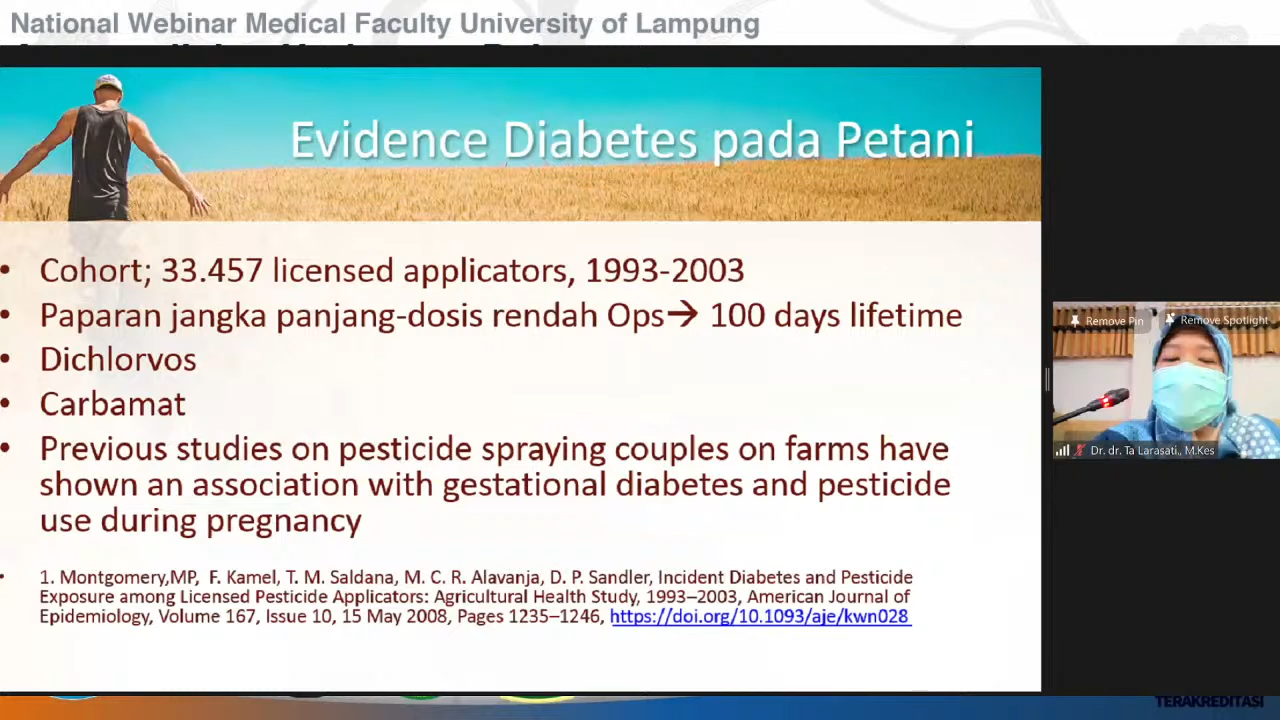 National Webinar Medical Faculty University of Lampung
Evidence Diabetes pada Petani
• Cohort; 33.457 licensed applicators, 1993-2003
• Paparan jangka panjang-dosis rendah Ops→ 100 days lifetime
• Dichlorvos
• Carbamat
• Previous studies on pesticide spraying couples on farms have
shown an association with gestational diabetes and pesticide
use during pregnancy
• 1. Montgomery,MP, F. Kamel, T. M. Saldana, M. C. R. Alavanja, D. P. Sandler, Incident Diabetes and Pesticide
Exposure among Licensed Pesticide Applicators: Agricultural Health Study, 1993–2003, American Journal of
Epidemiology, Volume 167, Issue 10, 15 May 2008, Pages 1235–1246, https://doi.org/10.1093/aje/kwn028
Remove Pin
Remove Spotlight
Dr. dr. Ta Larasati., M.Kes
TERAKREDITASI